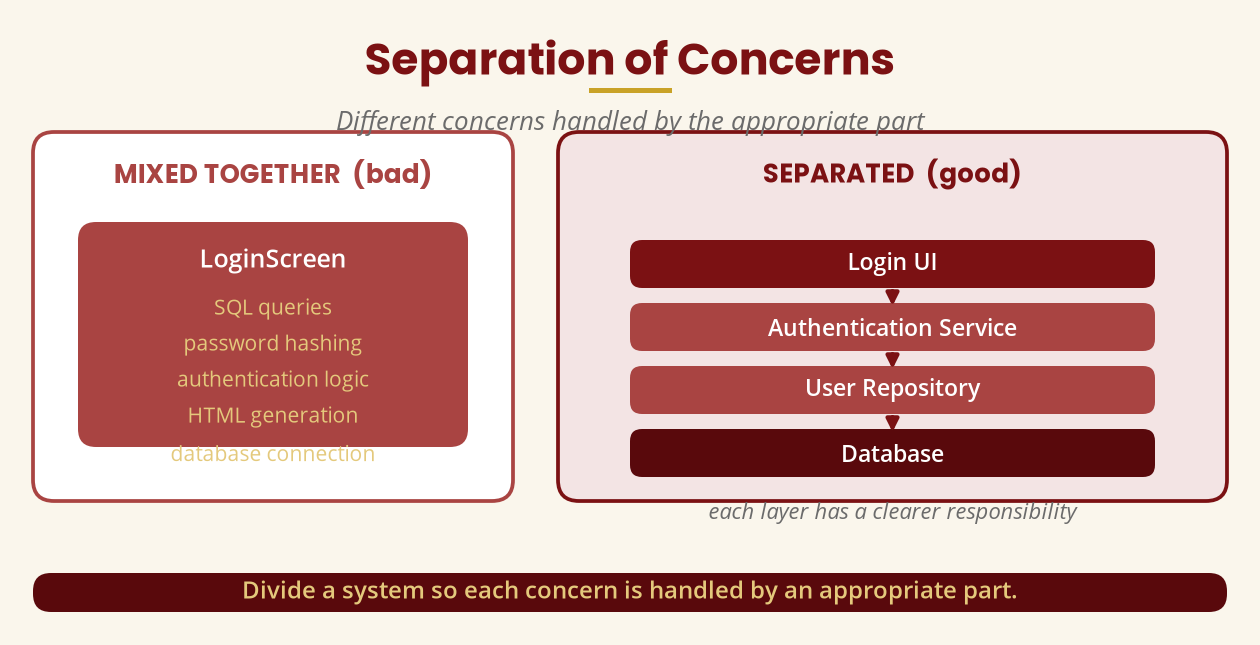 Separation of Concerns
Different concerns handled by the appropriate part
MIXED TOGETHER (bad)
LoginScreen
SQL queries
password hashing
authentication logic
HTML generation
database connection
SEPARATED (good)
Login UI
Authentication Service
User Repository
Database
each layer has a clearer responsibility
Divide a system so each concern is handled by an appropriate part.